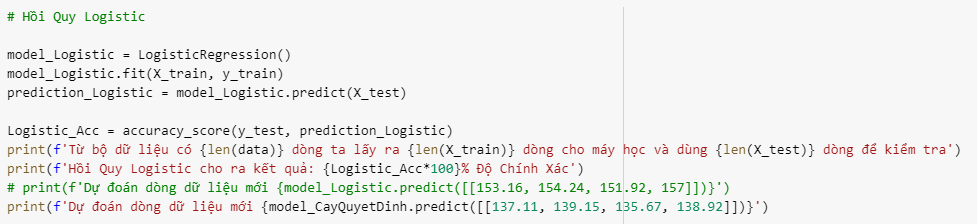 # Hồi Quy Logistic
model_Logistic = LogisticRegression()
model_Logistic.fit(X_train, y_train)
prediction_Logistic = model_Logistic.predict(X_test)
Logistic_Acc = accuracy_score(y_test, prediction_Logistic)
print(f'Từ bộ dữ liệu có {len(data)} dòng ta lấy ra {len(X_train)} dòng cho máy học và dùng {len(X_test)} dòng để kiểm tra')
print(f'Hồi Quy Logistic cho ra kết quả: {Logistic_Acc*100}% Độ Chính Xác')
# print(f'Dự đoán dòng dữ liệu mới {model_Logistic.predict([[153.16, 154.24, 151.92, 157]])}')
print(f'Dự đoán dòng dữ liệu mới {model_CayQuyetDinh.predict([[137.11, 139.15, 135.67, 138.92]])}')